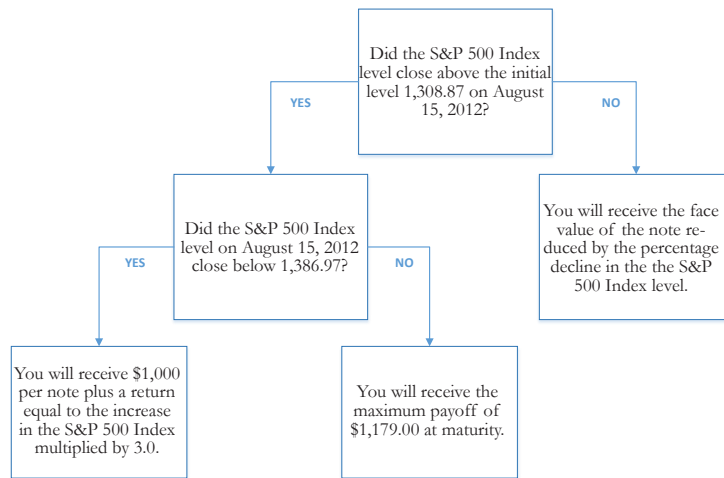 Did the S&P 500 Index
level close above the initial
level 1,308.87 on August
15, 2012?
YES
NO
Did the S&P 500 Index
level on August 15, 2012
close below 1,386.97?
You will receive the face
value of the note re-
duced by the percentage
decline in the the S&P
500 Index level.
YES
NO
You will receive $1,000
per note plus a return
equal to the increase
in the S&P 500 Index
multiplied by 3.0.
You will receive the
maximum payoff of
$1,179.00 at maturity.